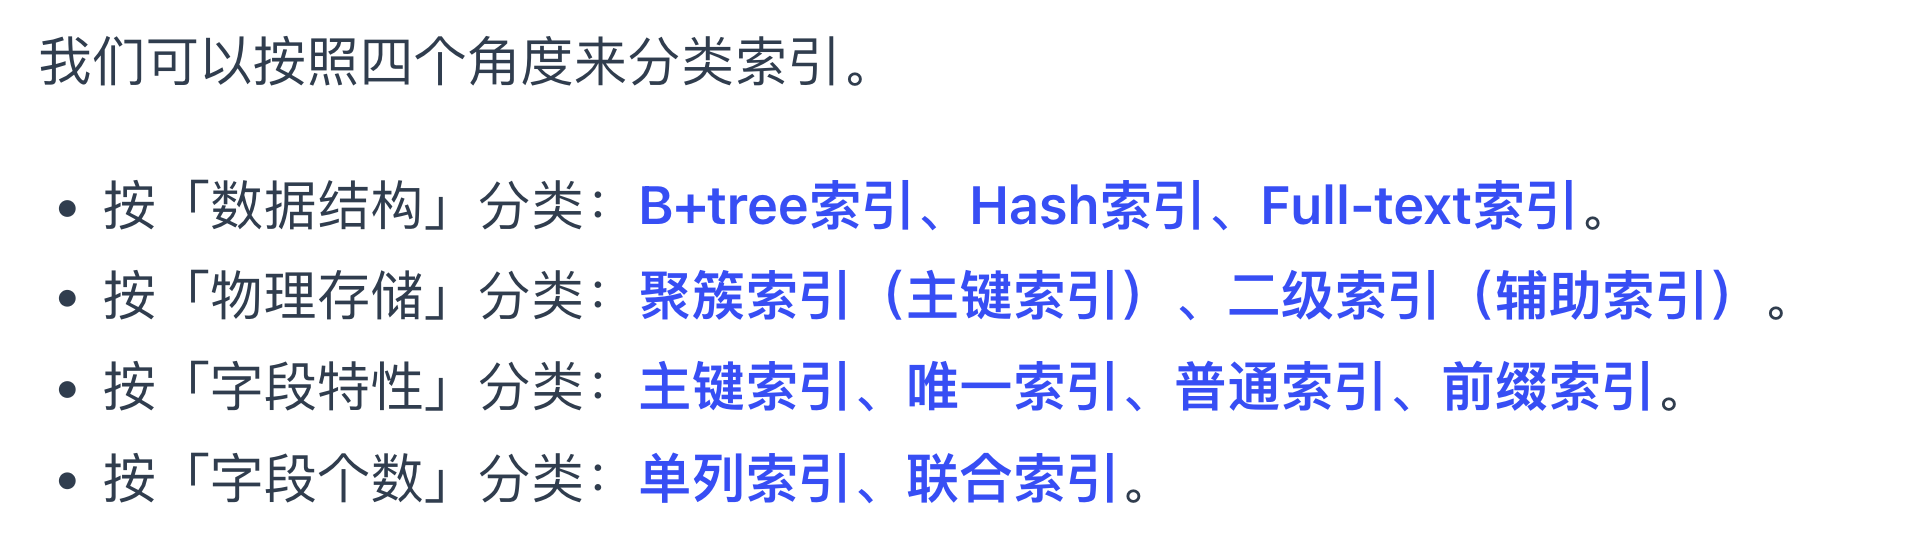 我们可以按照四个角度来分类索引。
• 按「数据结构」分类：B+tree索引、Hash索引、Full-text索引。
• 按「物理存储」分类：聚簇索引（主键索引）、二级索引（辅助索引）。
• 按「字段特性」分类：主键索引、唯一索引、普通索引、前缀索引。
• 按「字段个数」分类：单列索引、联合索引。